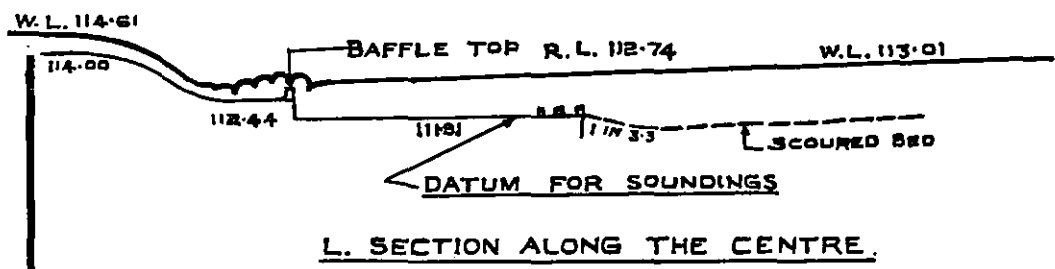 W.L. 114·61
BAFFLE TOP R.L. 112·74
W.L. 113·01
114·00
112·44
111·81
1 IN 3·3
SCOURED BED
DATUM FOR SOUNDINGS
L. SECTION ALONG THE CENTRE.